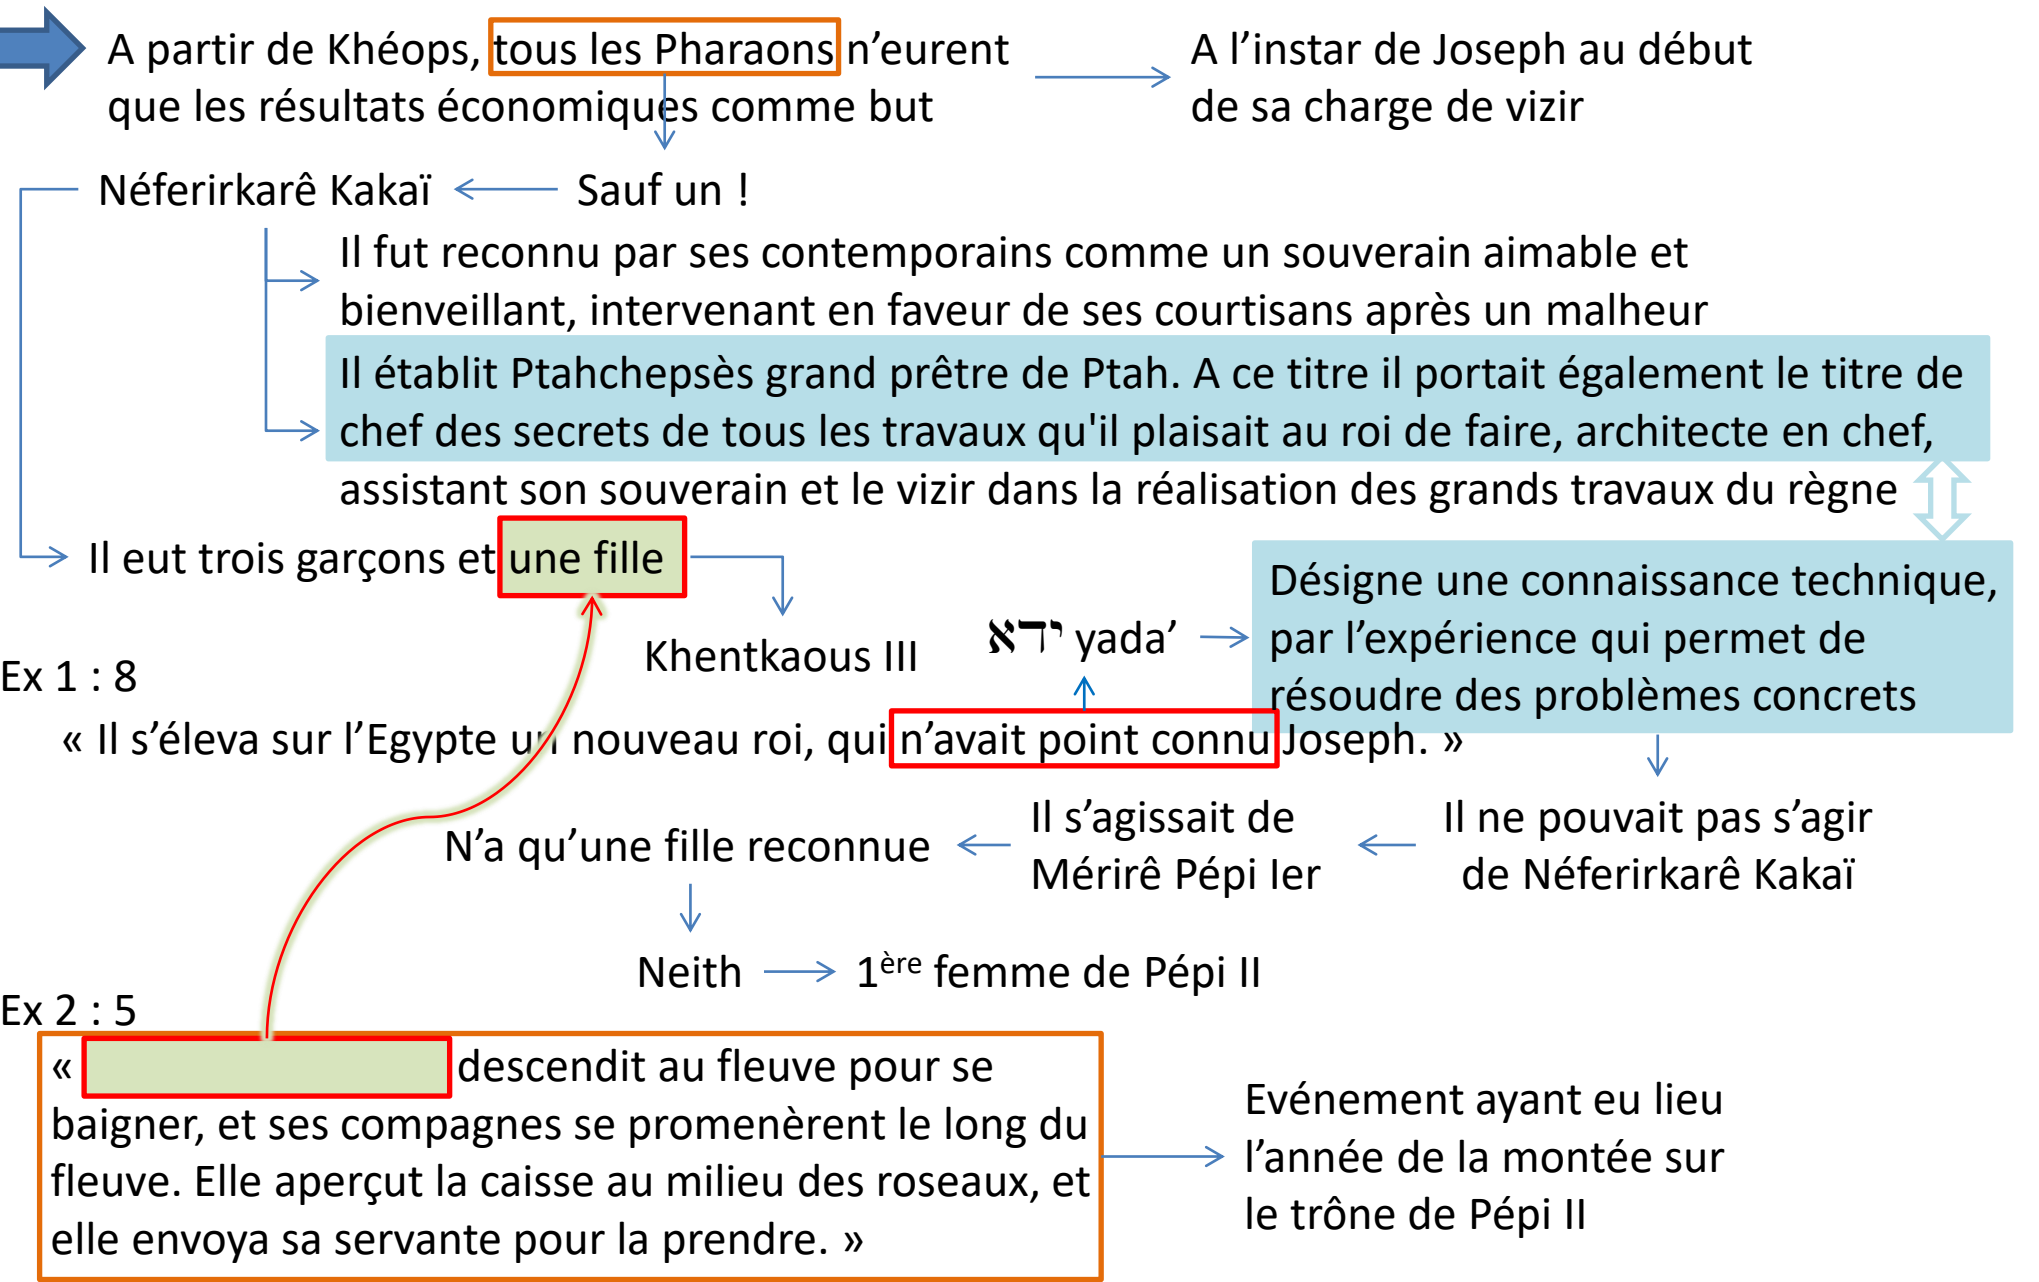 A partir de Khéops, tous les Pharaons n’eurent
que les résultats économiques comme but
A l’instar de Joseph au début
de sa charge de vizir
Néferirkarê Kakaï
Sauf un !
Il fut reconnu par ses contemporains comme un souverain aimable et
bienveillant, intervenant en faveur de ses courtisans après un malheur
Il établit Ptahchepsès grand prêtre de Ptah. A ce titre il portait également le titre de
chef des secrets de tous les travaux qu'il plaisait au roi de faire, architecte en chef,
assistant son souverain et le vizir dans la réalisation des grands travaux du règne
Il eut trois garçons et une fille
Khentkaous III
ידא yada’
Désigne une connaissance technique,
par l’expérience qui permet de
résoudre des problèmes concrets
Ex 1 : 8
« Il s’éleva sur l’Egypte un nouveau roi, qui n’avait point connu Joseph. »
Il ne pouvait pas s’agir
de Néferirkarê Kakaï
Il s’agissait de
Mérirê Pépi Ier
N’a qu’une fille reconnue
Neith
1ère femme de Pépi II
Ex 2 : 5
« descendit au fleuve pour se
baigner, et ses compagnes se promenèrent le long du
fleuve. Elle aperçut la caisse au milieu des roseaux, et
elle envoya sa servante pour la prendre. »
Evénement ayant eu lieu
l’année de la montée sur
le trône de Pépi II